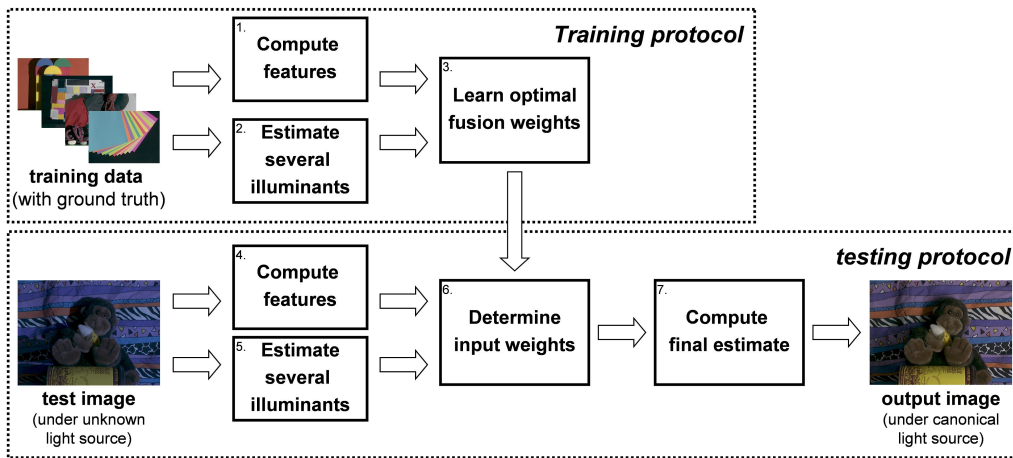 Training protocol
1.
Compute
features
2.
Estimate
several
illuminants
3.
Learn optimal
fusion weights
training data
(with ground truth)
testing protocol
4.
Compute
features
5.
Estimate
several
illuminants
6.
Determine
input weights
7.
Compute
final estimate
test image
(under unknown
light source)
output image
(under canonical
light source)